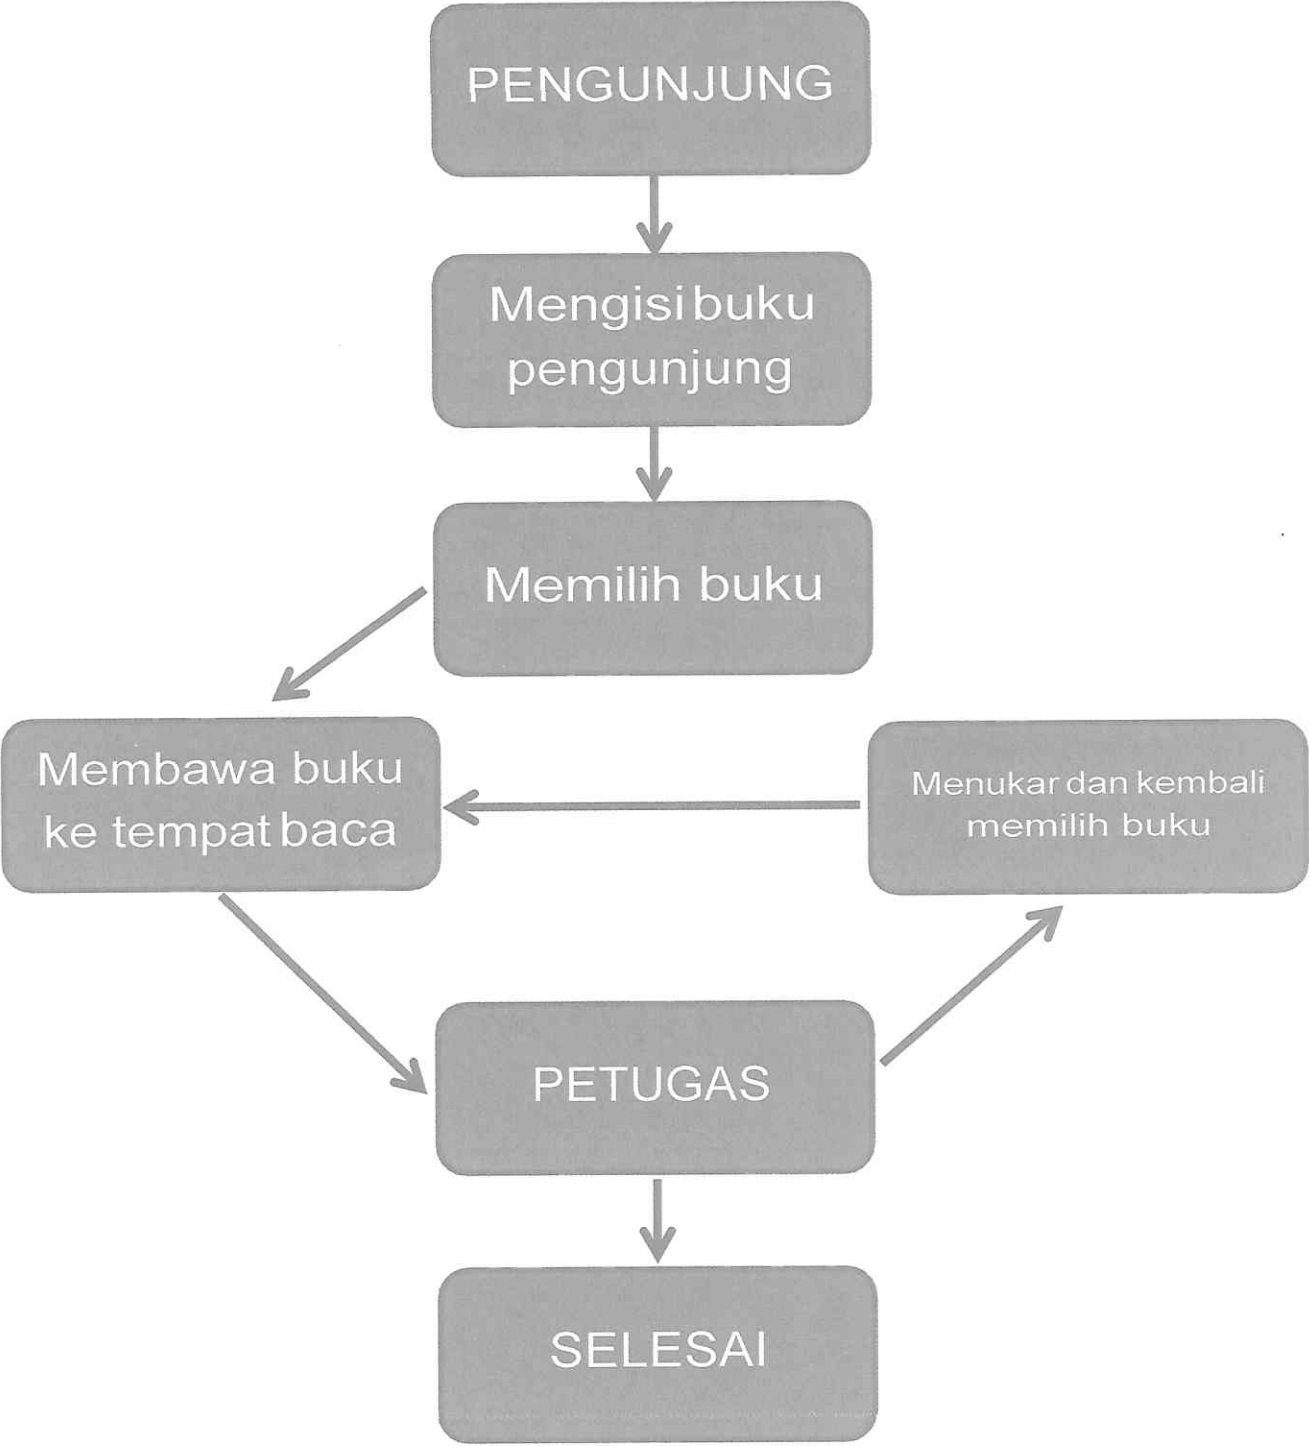 PENGUNJUNG
Mengisi buku
pengunjung
Memilih buku
Membawa buku
ke tempat baca
Menukar dan kembali
memilih buku
PETUGAS
SELESAI